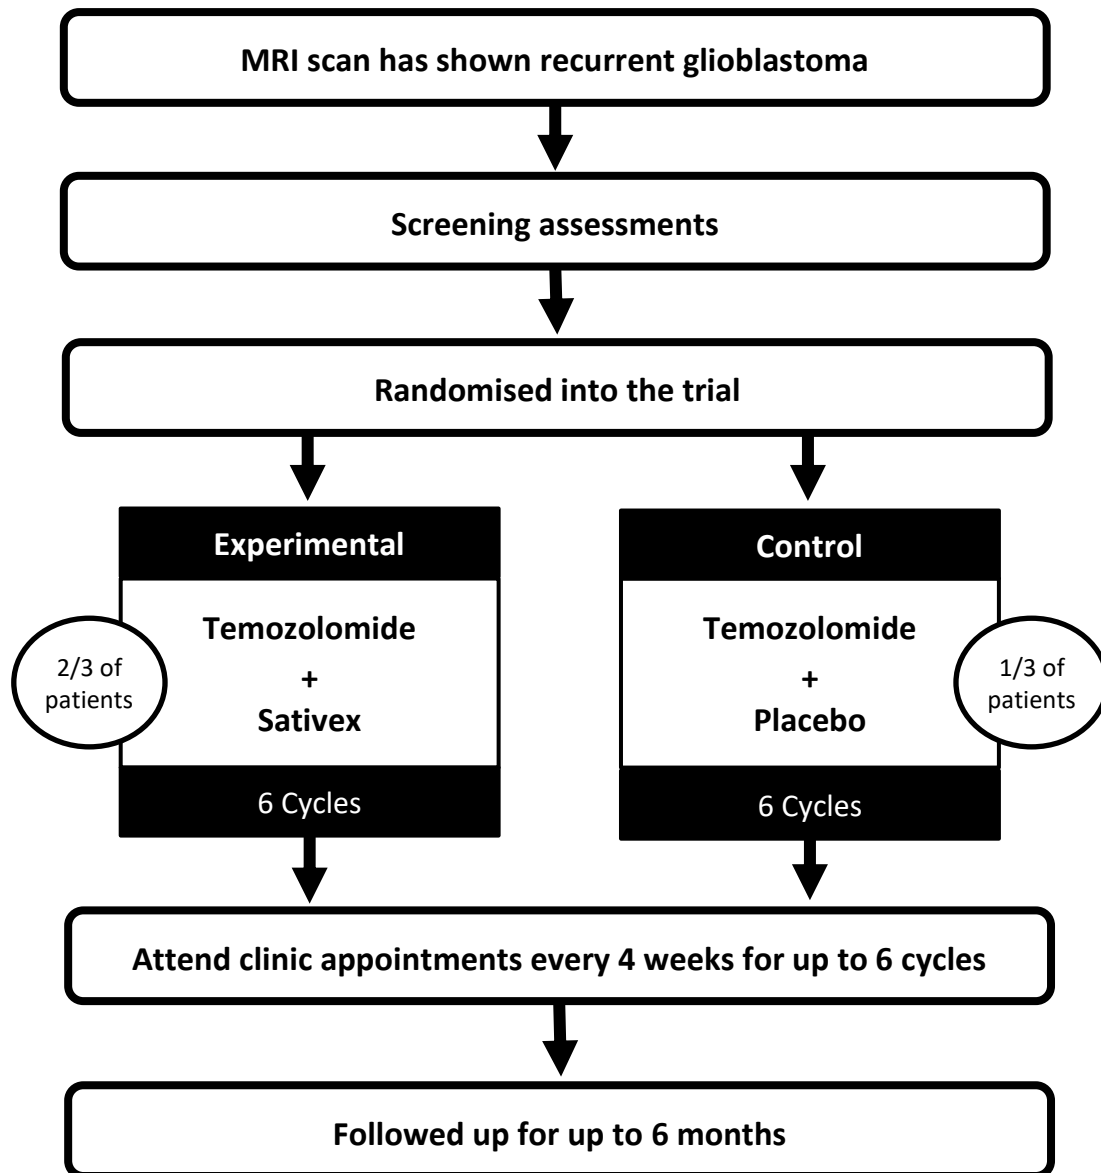 MRI scan has shown recurrent glioblastoma
Screening assessments
Randomised into the trial
Experimental
Temozolomide
+
Sativex
6 Cycles
2/3 of
patients
Control
Temozolomide
+
Placebo
6 Cycles
1/3 of
patients
Attend clinic appointments every 4 weeks for up to 6 cycles
Followed up for up to 6 months